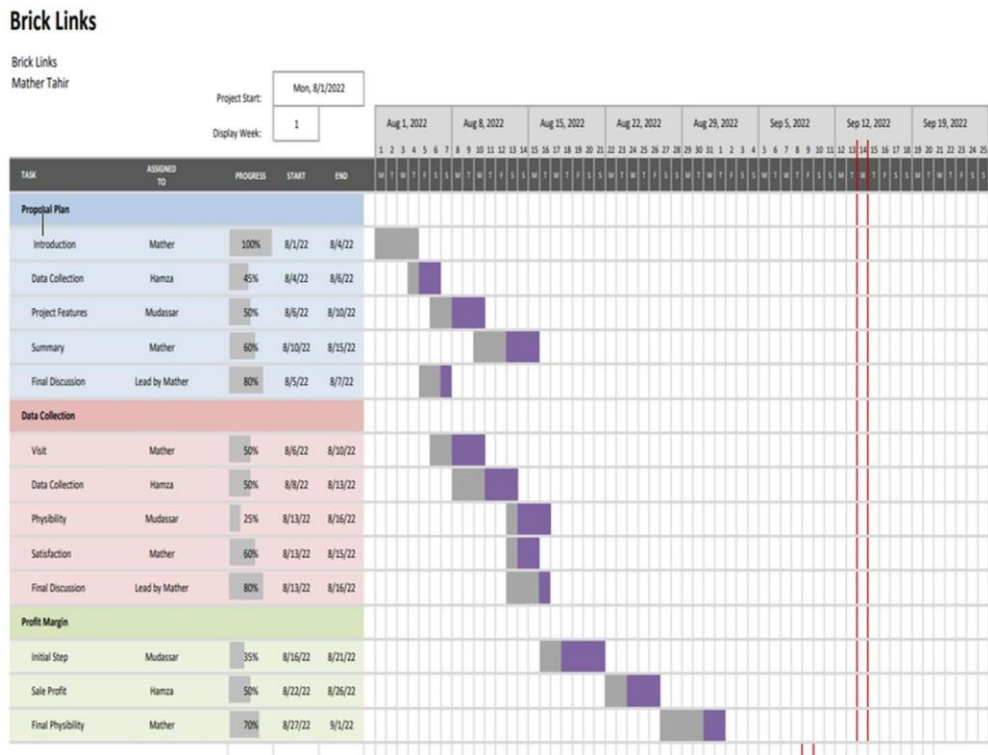 Brick Links
Brick Links
Mather Tahir
Project Start: Mon, 8/1/2022
Display Week: 1
Aug 1, 2022 Aug 8, 2022 Aug 15, 2022 Aug 22, 2022 Aug 29, 2022 Sep 5, 2022 Sep 12, 2022 Sep 19, 2022
1 2 3 4 5 6 7 8 9 10 11 12 13 14 15 16 17 18 19 20 21 22 23 24 25 26 27 28 29 30 31 1 2 3 4 5 6 7 8 9 10 11 12 13 14 15 16 17 18 19 20 21 22 23 24 25
TASK ASSIGNED TO PROGRESS START END M T W T F S S M T W T F S S M T W T F S S M T W T F S S M T W T F S S M T W T F S S M T W T F S S M T W T F S S
Proposal Plan
Introduction Mather 100% 8/1/22 8/4/22
Data Collection Hamza 45% 8/4/22 8/6/22
Project Features Mudassar 50% 8/6/22 8/10/22
Summary Mather 60% 8/10/22 8/15/22
Final Discussion Lead by Mather 80% 8/5/22 8/7/22
Data Collection
Visit Mather 50% 8/6/22 8/10/22
Data Collection Hamza 50% 8/8/22 8/13/22
Physibility Mudassar 25% 8/13/22 8/16/22
Satisfaction Mather 60% 8/13/22 8/15/22
Final Discussion Lead by Mather 80% 8/13/22 8/16/22
Profit Margin
Initial Step Mudassar 35% 8/16/22 8/21/22
Sale Profit Hamza 50% 8/22/22 8/26/22
Final Physibility Mather 70% 8/27/22 9/1/22